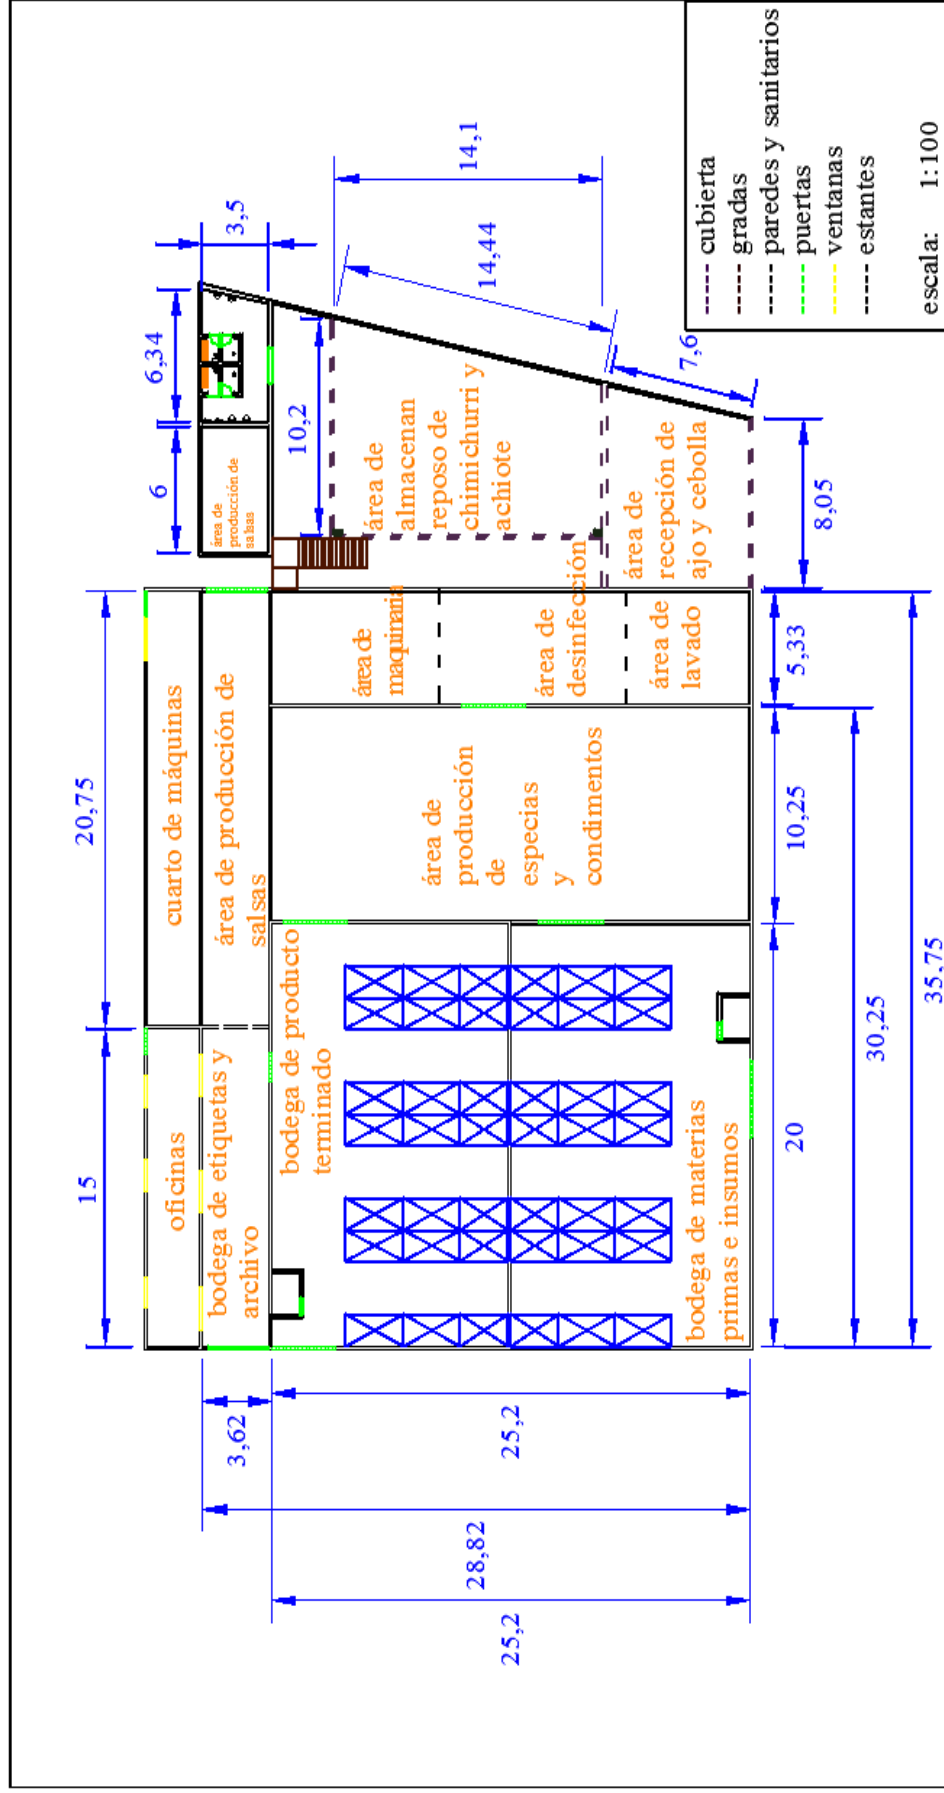 15
20,75
6
6,34
3,5
oficinas
cuarto de máquinas
bodega de etiquetas y
archivo
área de producción de
salsas
área de
producción de
salsas
3,62
28,82
25,2
25,2
10,2
14,1
14,44
7,6
bodega de producto
terminado
área de
producción
de
especias
y
condimentos
área de
maquinaria
área de
desinfección
área de
lavado
área de
almacenan
reposo de
chimichurri y
achiote
área de
recepción de
ajo y cebolla
bodega de materias
primas e insumos
20
10,25
5,33
8,05
30,25
35,75
cubierta
gradas
paredes y sanitarios
puertas
ventanas
estantes
escala: 1:100